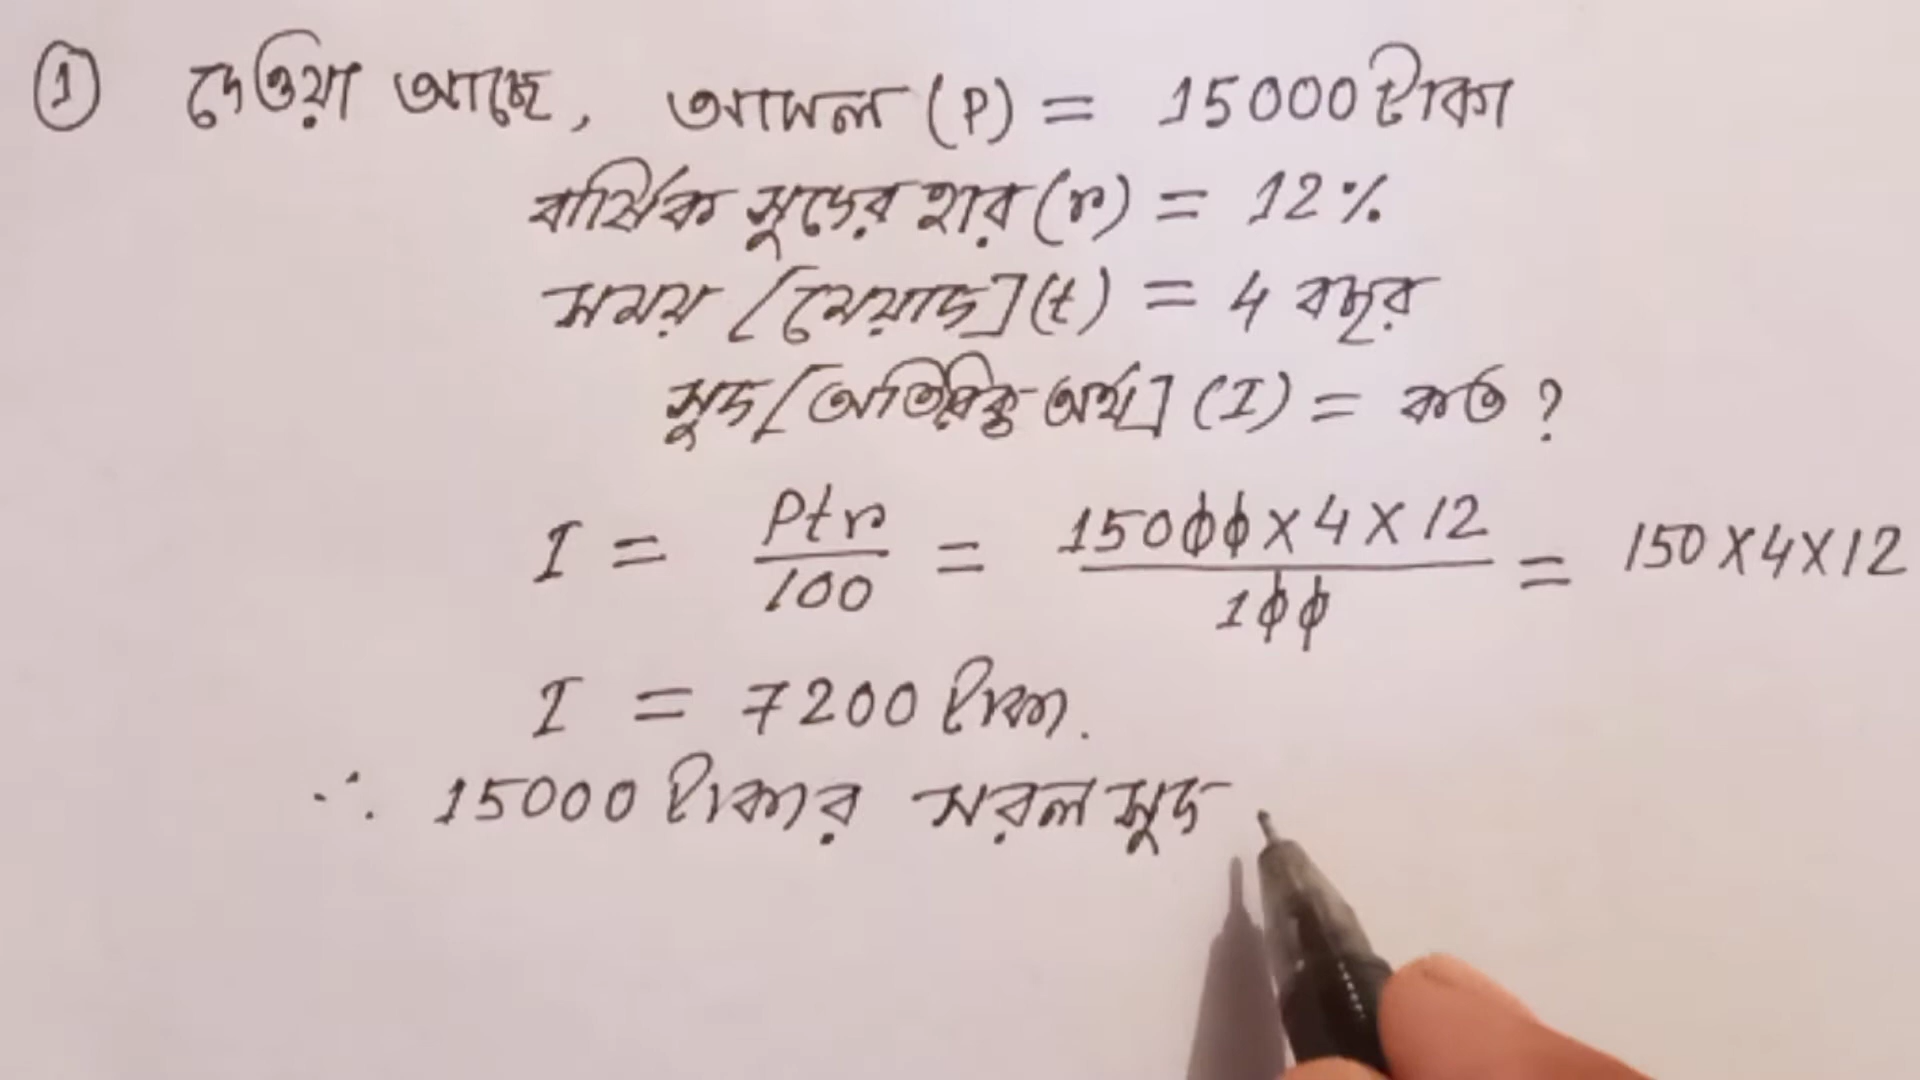 ① দেওয়া আছে, আসল (P) = 15000 টাকা
বার্ষিক সুদের হার (r) = 12%
সময় [মেয়াদ] (t) = 4 বছর
সুদ [অতিরিক্ত অর্থ] (I) = কত ?
I = Ptr/100 = 15000 X 4 X 12/100 = 150 X 4 X 12
I = 7200 টাকা.
∴ 15000 টাকার সরল সুদ